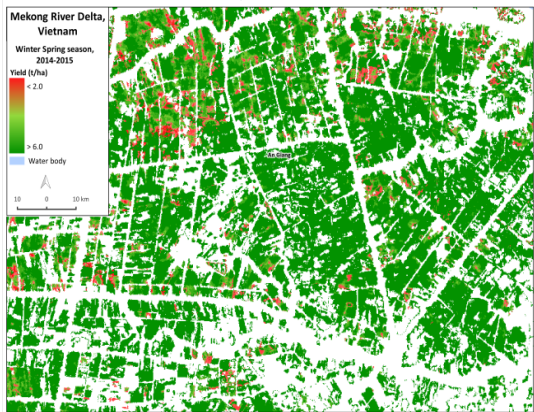 Mekong River Delta,
Vietnam
Winter Spring season,
2014-2015
Yield (t/ha)
< 2.0
> 6.0
Water body
10 0 10 km
An Giang